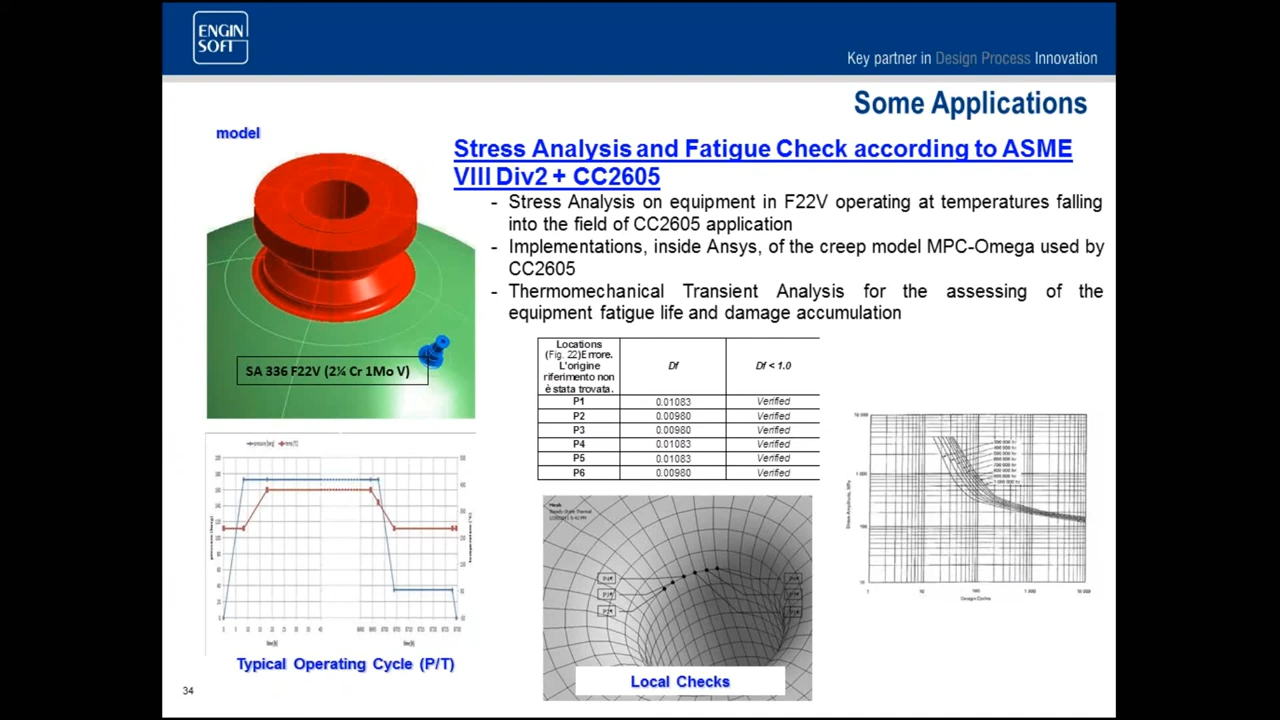 ENGIN
SOFT
Key partner in Design Process Innovation
Some Applications
model
Stress Analysis and Fatigue Check according to ASME
VIII Div2 + CC2605
- Stress Analysis on equipment in F22V operating at temperatures falling
into the field of CC2605 application
- Implementations, inside Ansys, of the creep model MPC-Omega used by
CC2605
- Thermomechanical Transient Analysis for the assessing of the
equipment fatigue life and damage accumulation
SA 336 F22V (2¼ Cr 1Mo V)
Locations
(Fig. 22)Errore.
L'origine
riferimento non
è stata trovata.
Df
Df < 1.0
P1 0.01083 Verified
P2 0.00980 Verified
P3 0.00980 Verified
P4 0.01083 Verified
P5 0.01083 Verified
P6 0.00980 Verified
Typical Operating Cycle (P/T)
Mesh
Local Checks
Stress Amplitude, MPa
Design Cycles
34